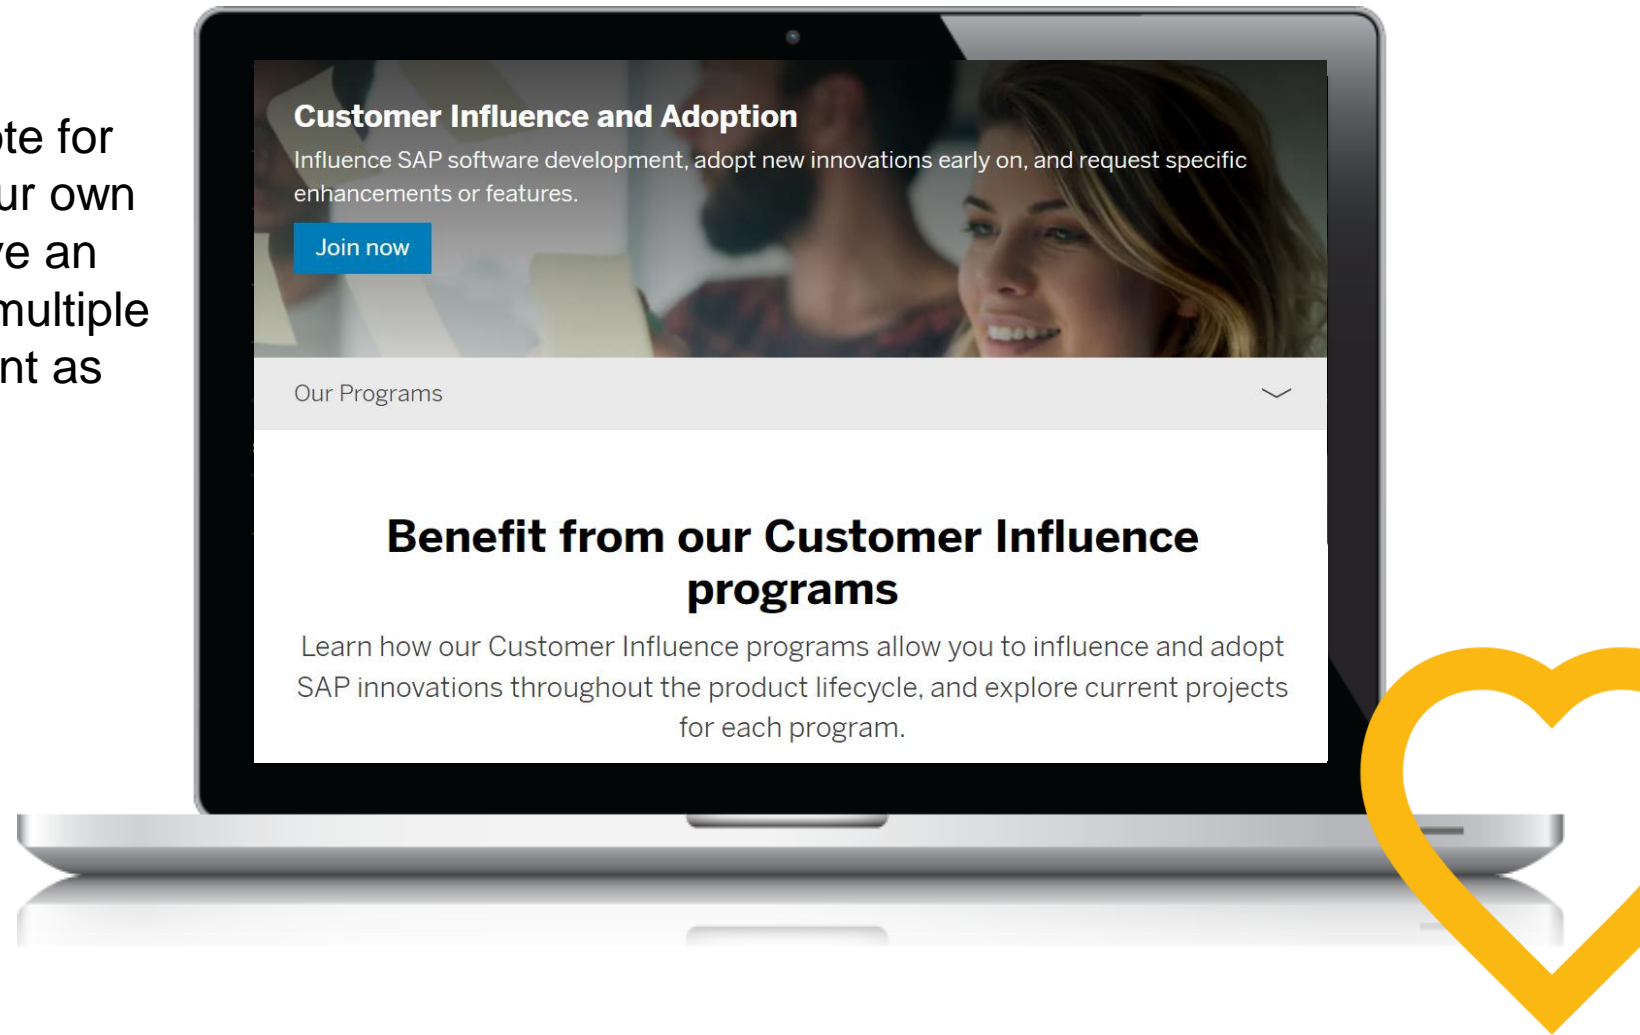 for
own
an
multiple
as
Customer Influence and Adoption
Influence SAP software development, adopt new innovations early on, and request specific
enhancements or features.
Join now
Our Programs
Benefit from our Customer Influence
programs
Learn how our Customer Influence programs allow you to influence and adopt
SAP innovations throughout the product lifecycle, and explore current projects
for each program.